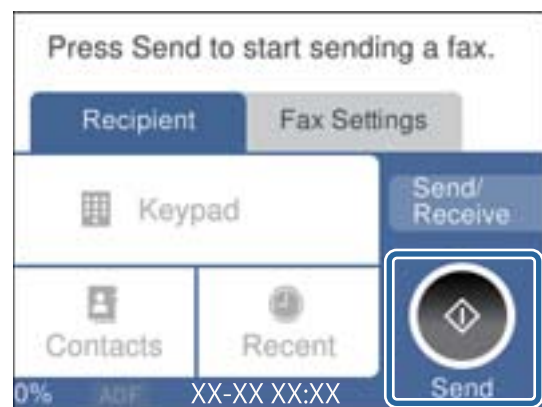 Press Send to start sending a fax.
Recipient Fax Settings
Keypad
Send/
Receive
Contacts Recent
Send
0% ADF XX-XX XX:XX